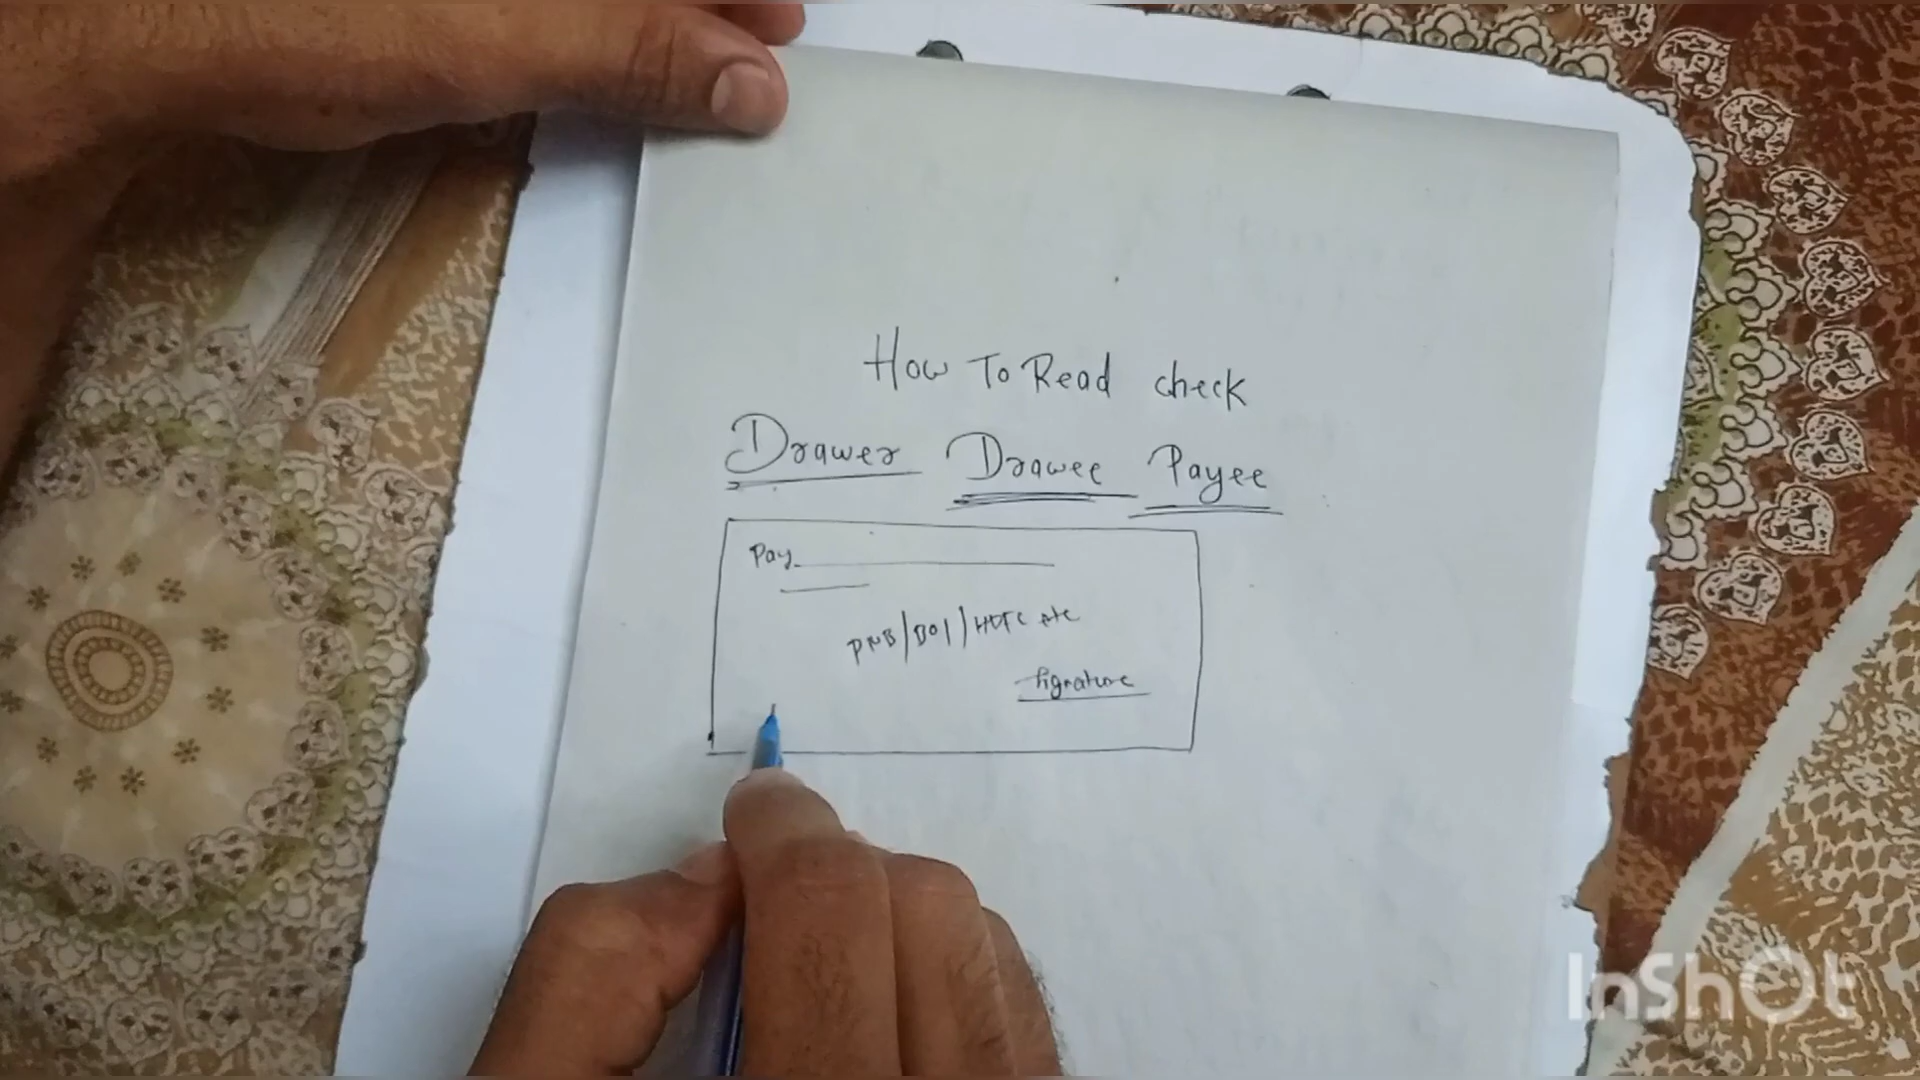 How To Read check
Drawer Drawee Payee
Pay
PNB/BOI/HDFC etc
Signature
InShOt